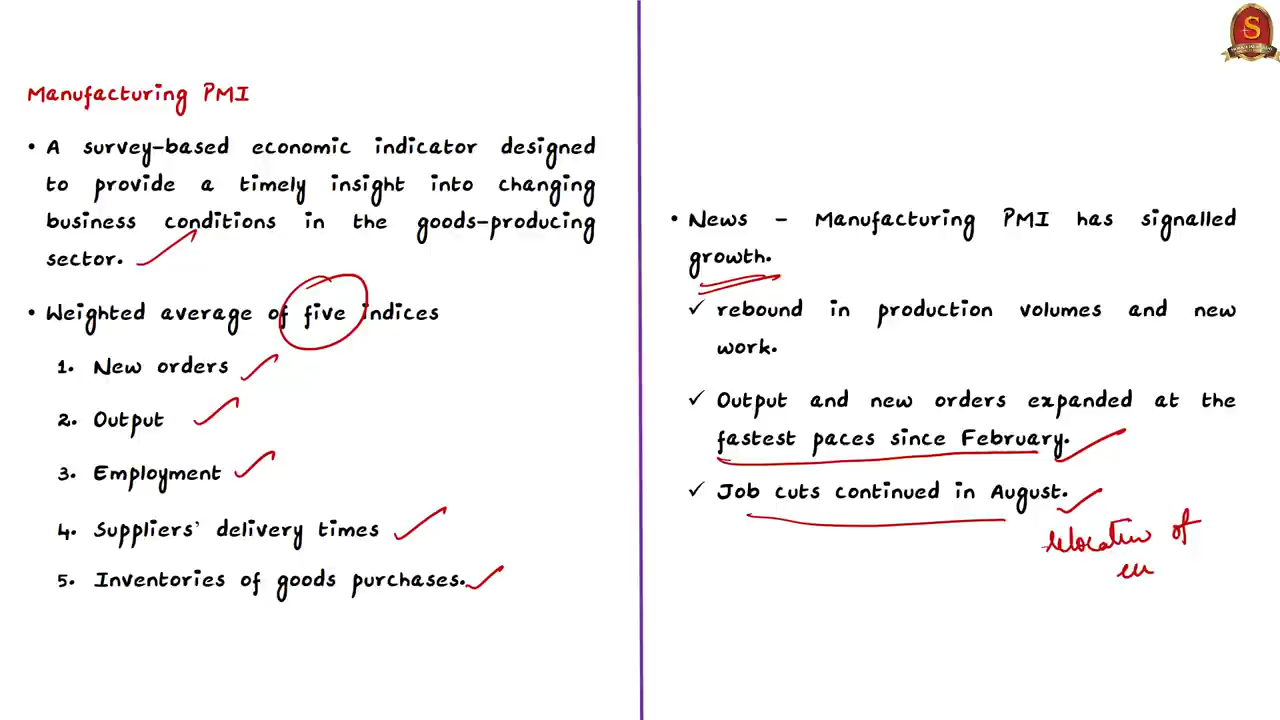 Manufacturing PMI
• A survey-based economic indicator designed
to provide a timely insight into changing
business conditions in the goods-producing
sector.
• Weighted average of five indices
1. New orders
2. Output
3. Employment
4. Suppliers' delivery times
5. Inventories of goods purchases.
• News - Manufacturing PMI has signalled
growth.
✓ rebound in production volumes and new
work.
✓ Output and new orders expanded at the
fastest paces since February.
✓ Job cuts continued in August.
relocation of
S